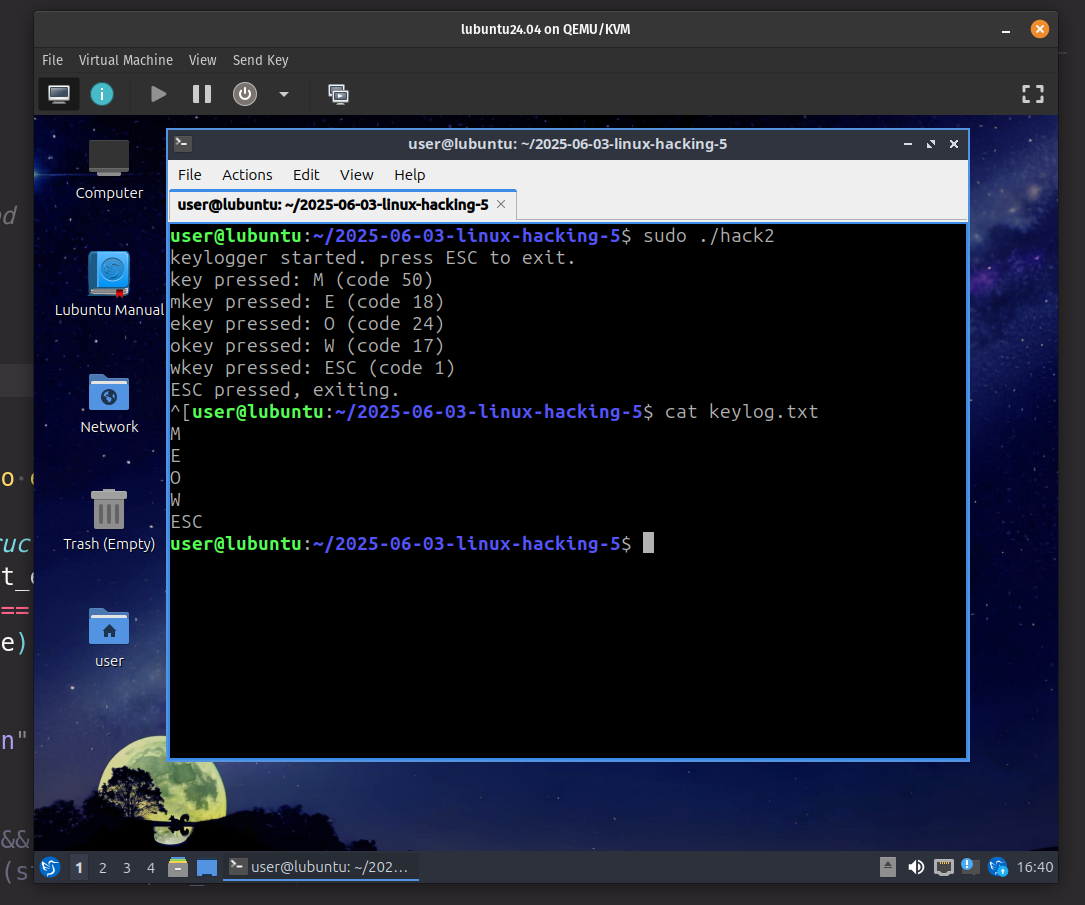 lubuntu24.04 on QEMU/KVM
File Virtual Machine View Send Key
user@lubuntu: ~/2025-06-03-linux-hacking-5
File Actions Edit View Help
user@lubuntu: ~/2025-06-03-linux-hacking-5
user@lubuntu:~/2025-06-03-linux-hacking-5$ sudo ./hack2
keylogger started. press ESC to exit.
key pressed: M (code 50)
mkey pressed: E (code 18)
ekey pressed: O (code 24)
okey pressed: W (code 17)
wkey pressed: ESC (code 1)
ESC pressed, exiting.
^[user@lubuntu:~/2025-06-03-linux-hacking-5$ cat keylog.txt
M
E
O
W
ESC
user@lubuntu:~/2025-06-03-linux-hacking-5$
Computer
Lubuntu Manual
Network
Trash (Empty)
user
1 2 3 4 user@lubuntu: ~/202... 16:40